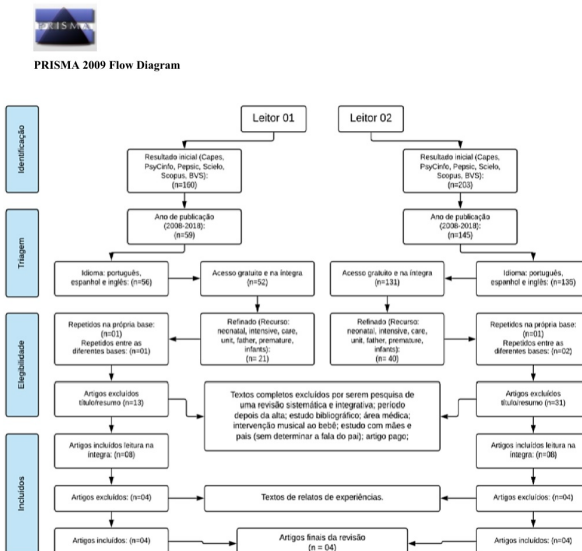 PRISMA
PRISMA 2009 Flow Diagram
Leitor 01
Leitor 02
Identificação
Resultado inicial (Capes,
PsyCinfo, Pepsic, Scielo,
Scopus, BVS):
(n=160)
Resultado inicial (Capes,
PsyCinfo, Pepsic, Scielo,
Scopus, BVS):
(n=203)
Triagem
Ano de publicação
(2008-2018):
(n=59)
Ano de publicação
(2008-2018):
(n=145)
Idioma: português,
espanhol e inglês: (n=56)
Acesso gratuito e na íntegra
(n=52)
Acesso gratuito e na íntegra
(n=131)
Idioma: português,
espanhol e inglês: (n=135)
Elegibilidade
Repetidos na própria base:
(n=01)
Repetidos entre as
diferentes bases: (n=01)
Refinado (Recurso:
neonatal, intensive, care,
unit, father, premature,
infants):
(n= 21)
Refinado (Recurso:
neonatal, intensive, care,
unit, father, premature,
infants):
(n= 40)
Repetidos na própria base:
(n=01)
Repetidos entre as
diferentes bases: (n=02)
Artigos excluídos
título/resumo (n=13)
Textos completos excluídos por serem pesquisa de
uma revisão sistemática e integrativa; período
depois da alta; estudo bibliográfico; área médica;
intervenção musical ao bebê; estudo com mães e
pais (sem determinar a fala do pai); artigo pago;
Artigos excluídos
título/resumo (n=31)
Incluídos
Artigos incluídos leitura na
íntegra: (n=08)
Artigos incluídos leitura na
íntegra: (n=08)
Artigos excluídos: (n=04)
Textos de relatos de experiências.
Artigos excluídos: (n=04)
Artigos incluídos: (n=04)
Artigos finais da revisão
(n = 04)
Artigos incluídos: (n=04)